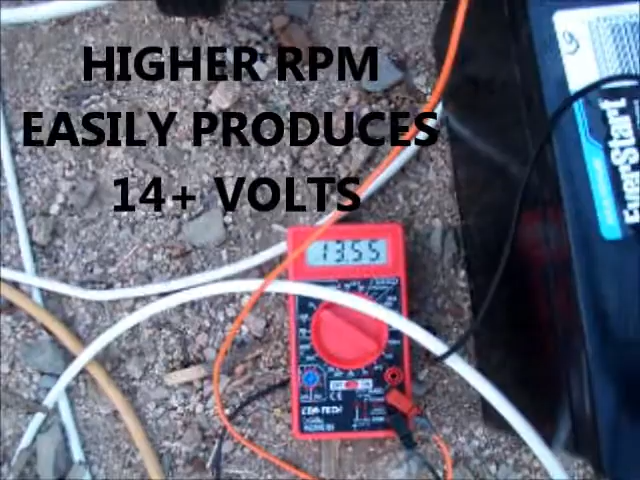 HIGHER RPM
EASILY PRODUCES
14+ VOLTS
13.55
EverStart
CEN-TECH